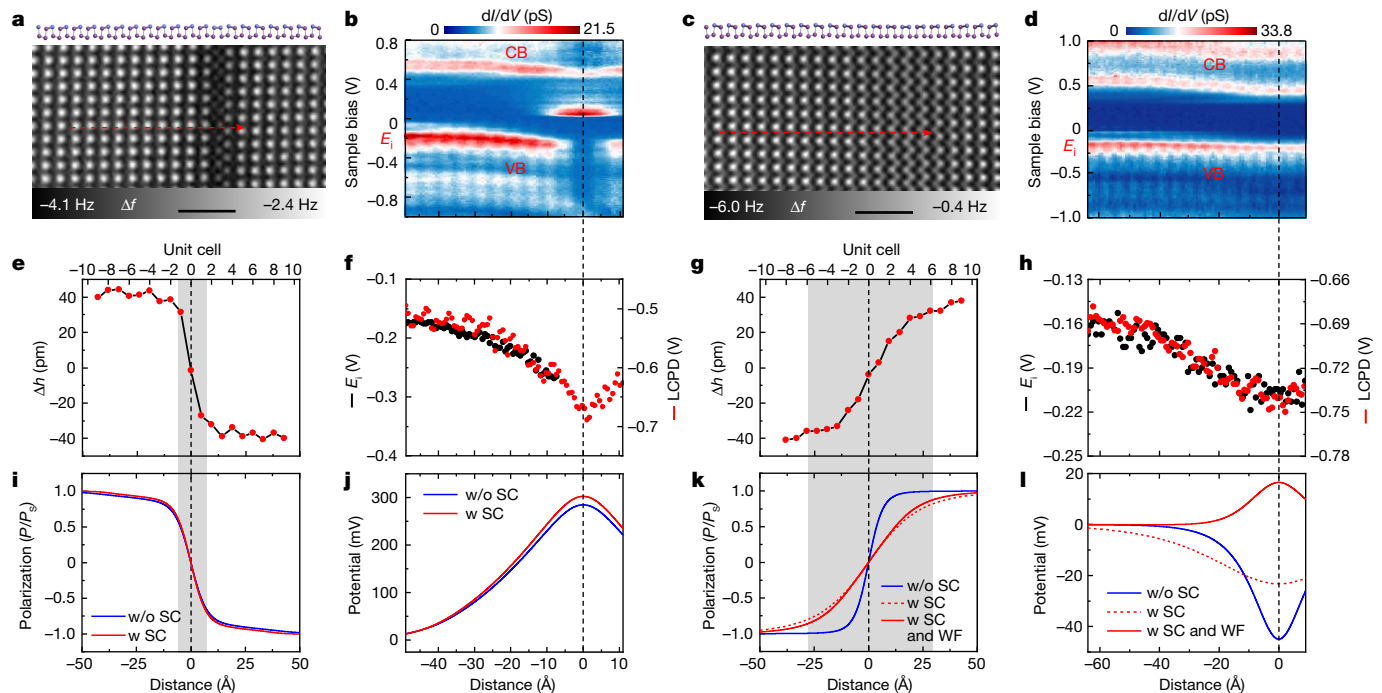 a
b
dI/dV (pS)
0 21.5
c
d
dI/dV (pS)
0 33.8
Sample bias (V)
0.8
0.4
0
Ei
−0.4
−0.8
CB
VB
Sample bias (V)
1.0
0.5
0
Ei
−0.5
−1.0
CB
VB
−4.1 Hz Δf −2.4 Hz
−6.0 Hz Δf −0.4 Hz
e
Unit cell
−10 −8 −6 −4 −2 0 2 4 6 8 10
Δh (pm)
40
20
0
−20
−40
f
— Ei (V)
−0.1
−0.2
−0.3
−0.4
−0.5
−0.6
−0.7
— LCPD (V)
g
Unit cell
−10 −8 −6 −4 −2 0 2 4 6 8 10
Δh (pm)
40
20
0
−20
−40
h
— Ei (V)
−0.13
−0.16
−0.19
−0.22
−0.25
−0.66
−0.69
−0.72
−0.75
−0.78
— LCPD (V)
i
Polarization (P/Ps)
1.0
0.5
0
−0.5
−1.0
w/o SC
w SC
−50 −25 0 25 50
Distance (Å)
j
Potential (mV)
300
200
100
0
w/o SC
w SC
−40 −30 −20 −10 0 10
Distance (Å)
k
Polarization (P/Ps)
1.0
0.5
0
−0.5
−1.0
w/o SC
w SC
w SC
and WF
−50 −25 0 25 50
Distance (Å)
l
Potential (mV)
20
0
−20
−40
w/o SC
w SC
w SC and WF
−60 −40 −20 0
Distance (Å)